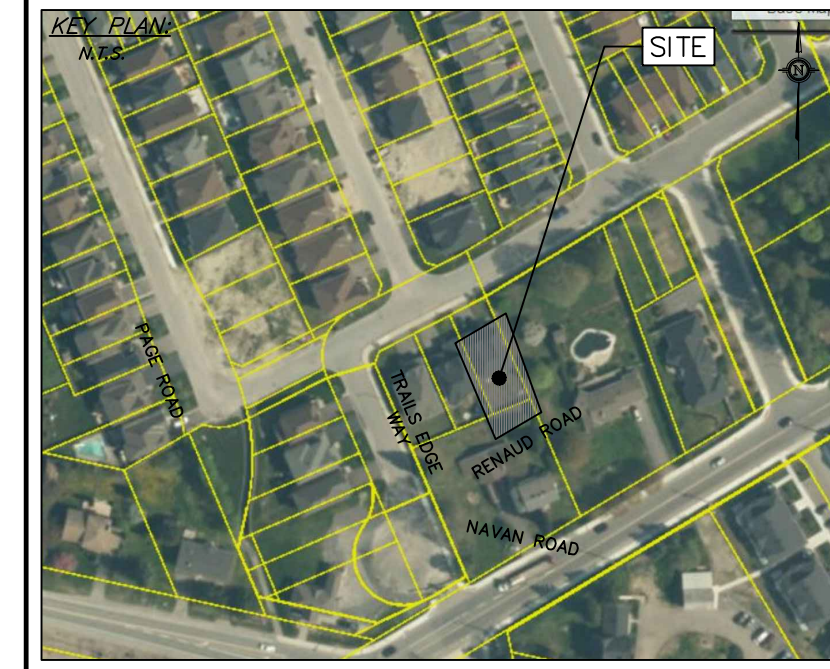 KEY PLAN:
N.T.S.
SITE
N
PAGE ROAD
TRAILS EDGE
WAY
RENAUD ROAD
NAVAN ROAD